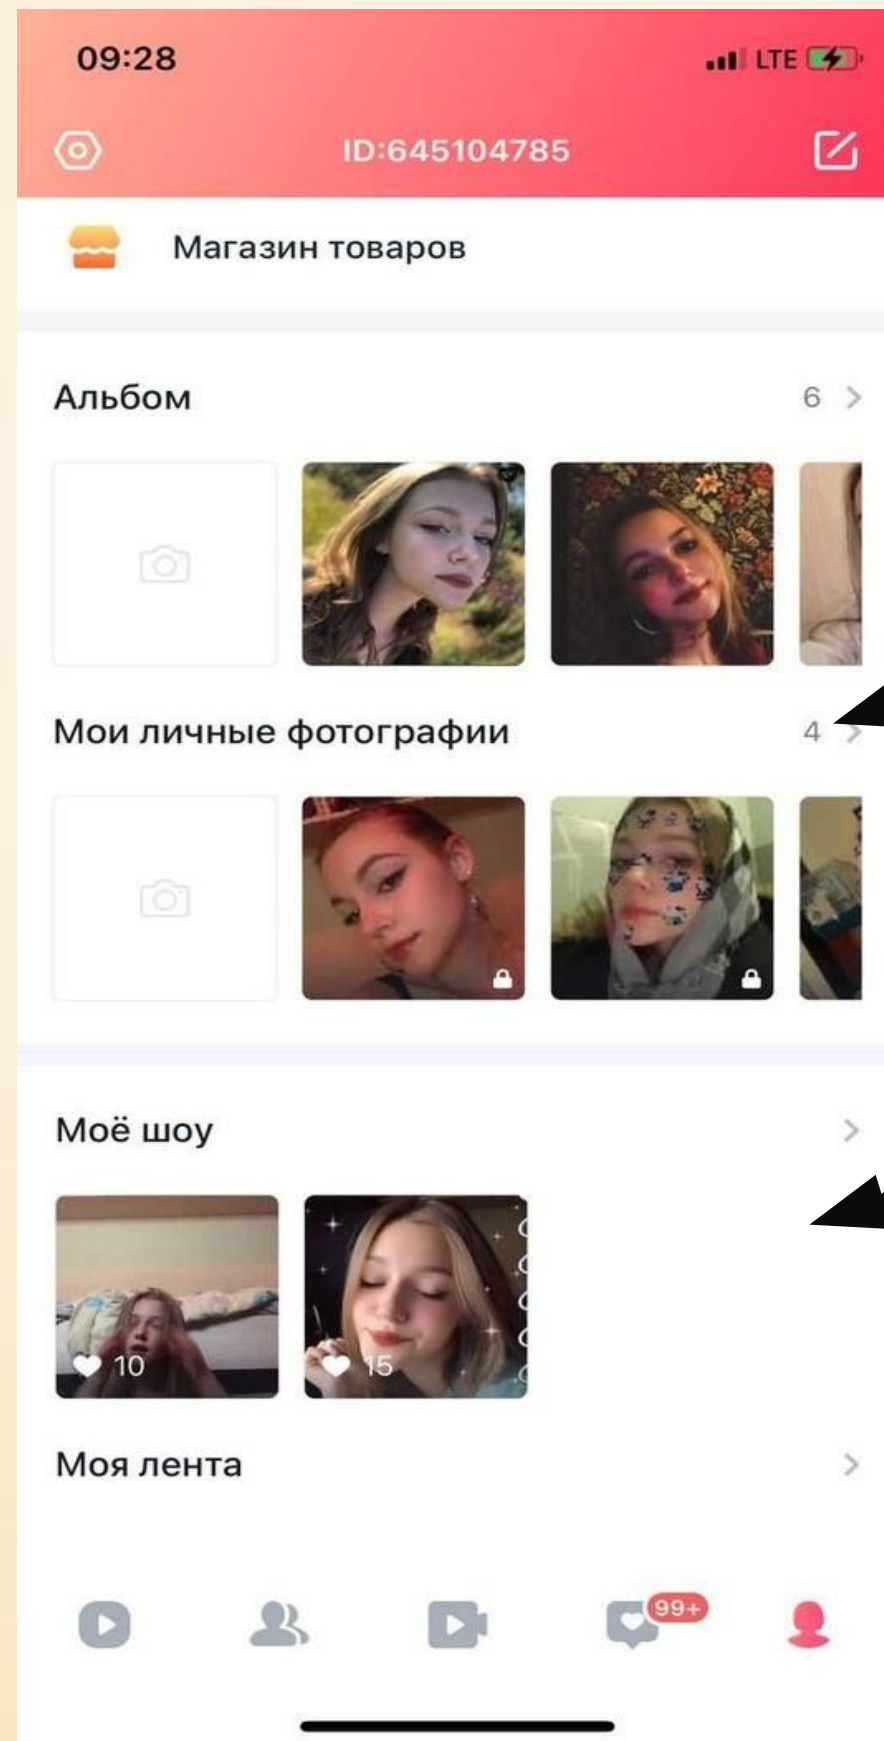 09:28
LTE
ID:645104785
Магазин товаров
Альбом
6
Мои личные фотографии
4
Моё шоу
10
15
Моя лента
99+